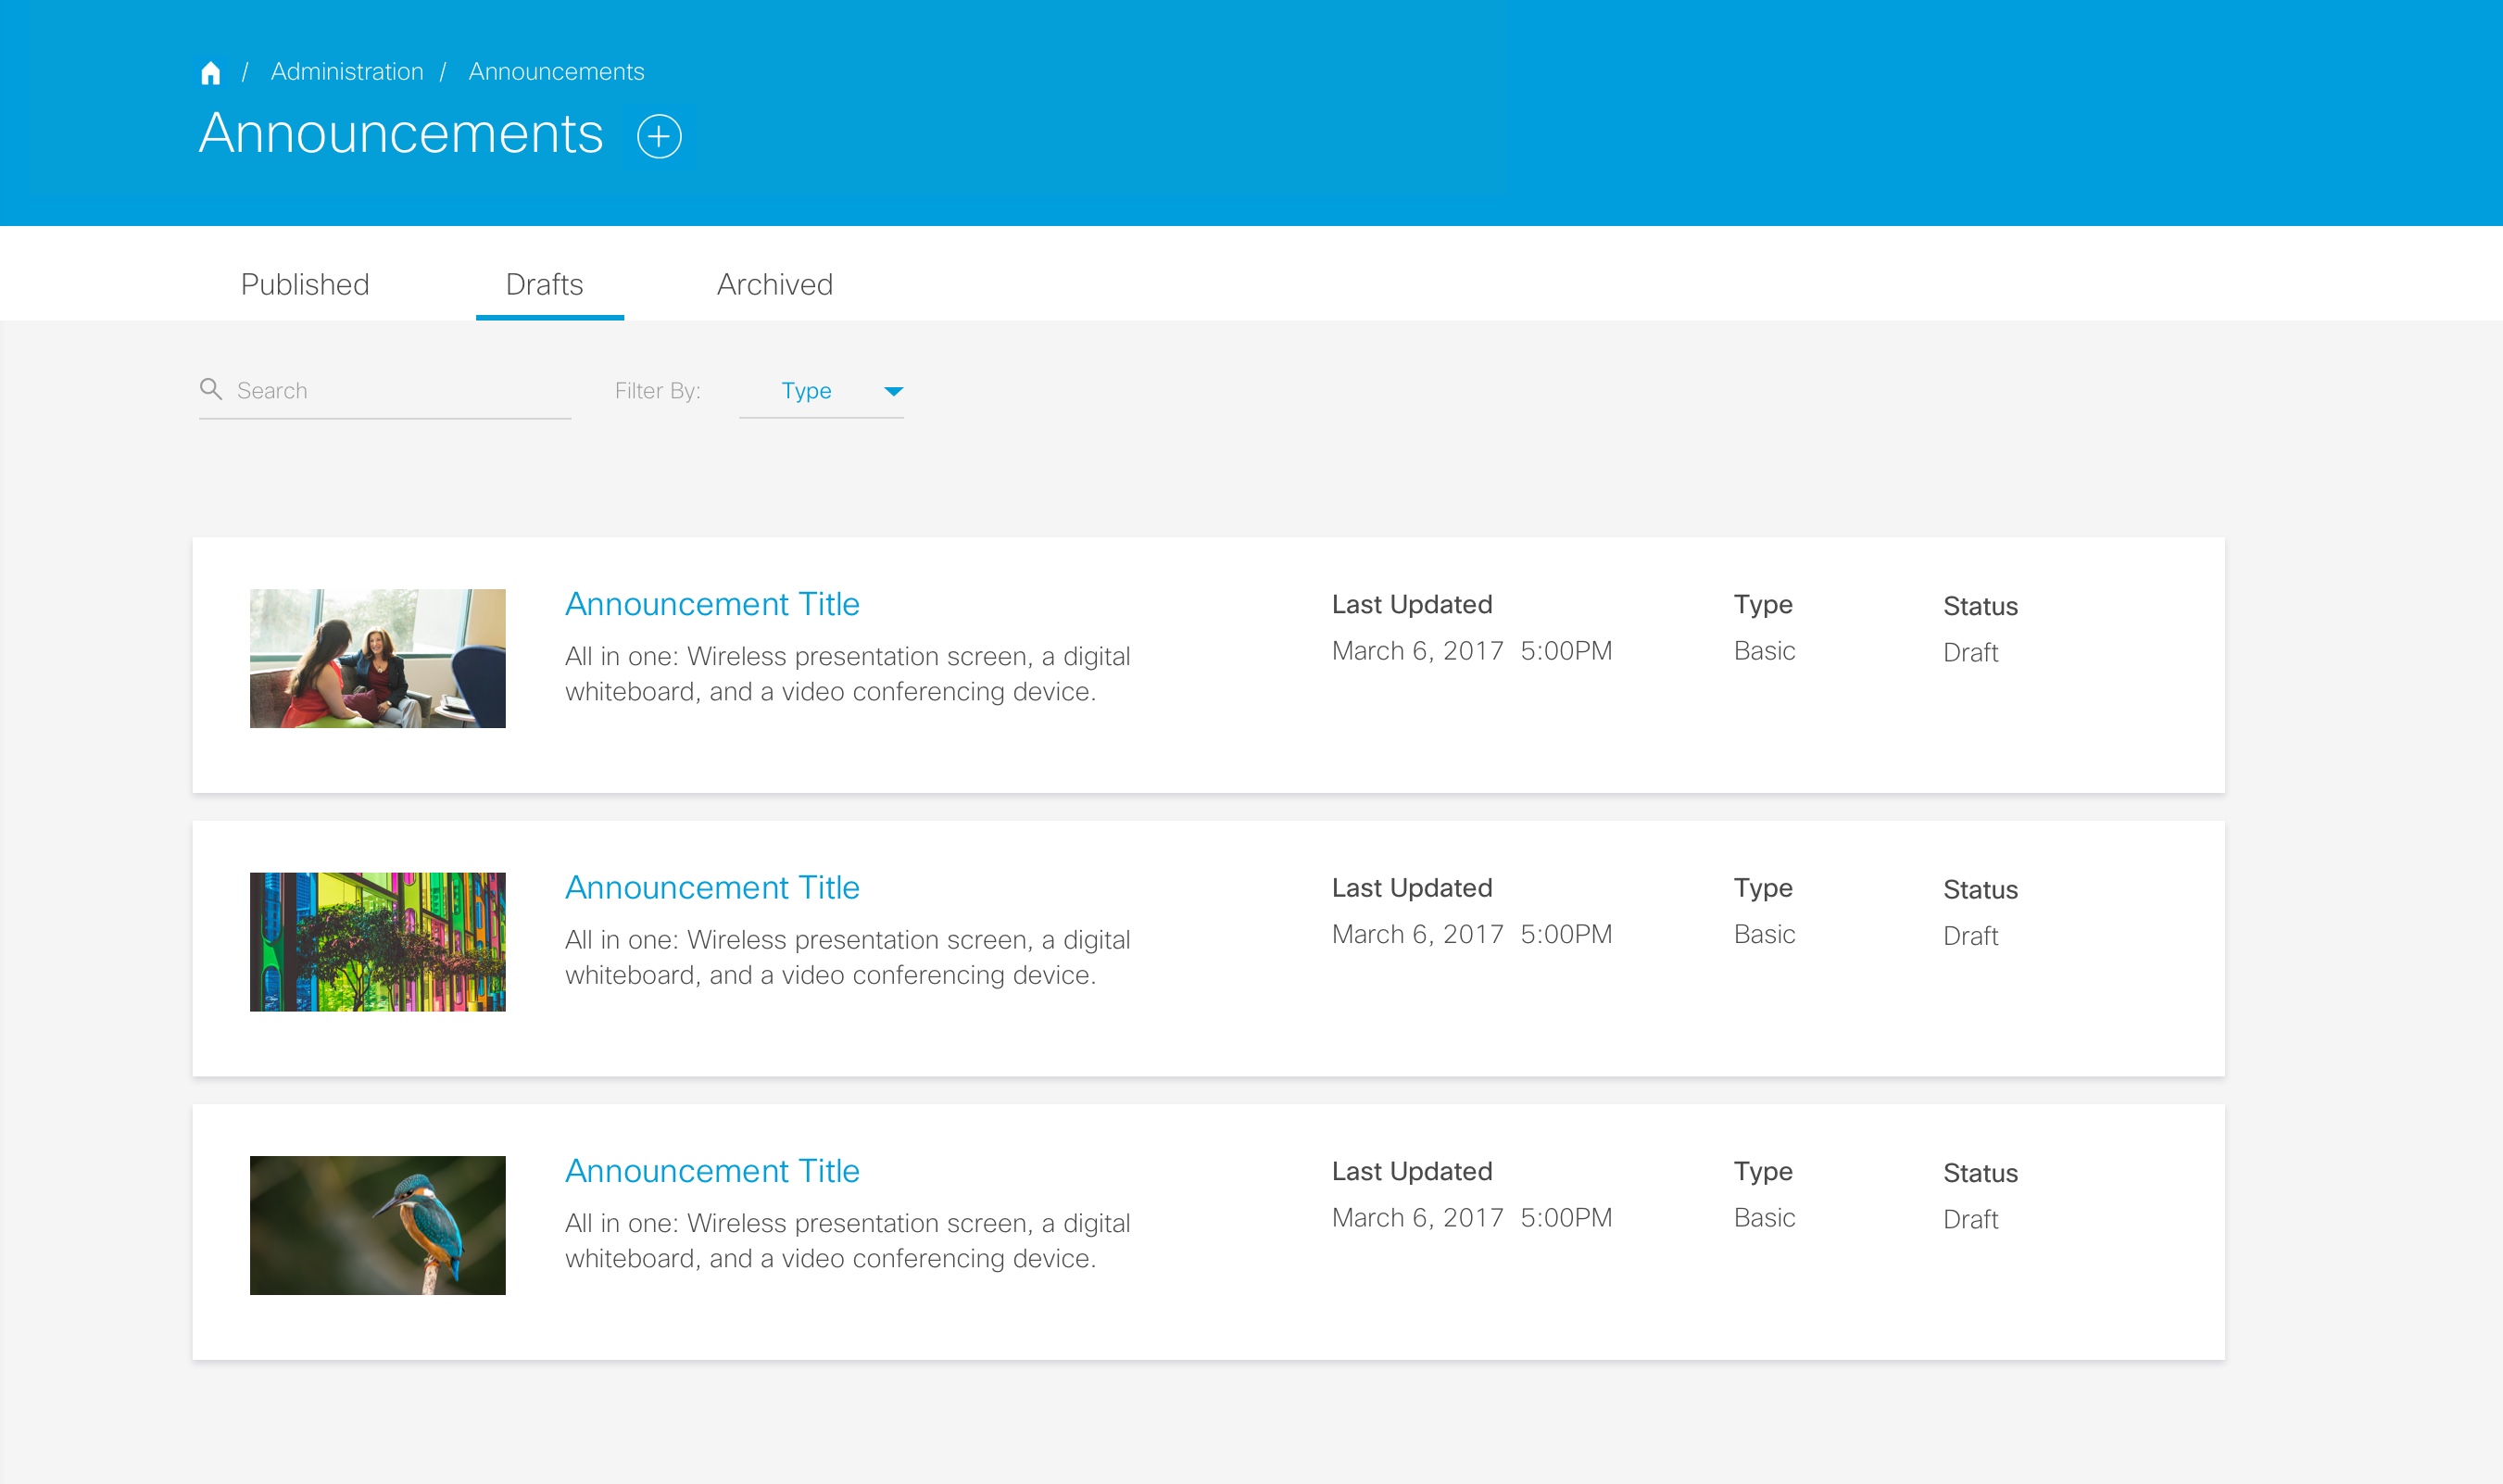 / Administration / Announcements
Announcements
Published Drafts Archived
Search Filter By: Type
Announcement Title
All in one: Wireless presentation screen, a digital
whiteboard, and a video conferencing device.
Last Updated
March 6, 2017 5:00PM
Type
Basic
Status
Draft
Announcement Title
All in one: Wireless presentation screen, a digital
whiteboard, and a video conferencing device.
Last Updated
March 6, 2017 5:00PM
Type
Basic
Status
Draft
Announcement Title
All in one: Wireless presentation screen, a digital
whiteboard, and a video conferencing device.
Last Updated
March 6, 2017 5:00PM
Type
Basic
Status
Draft